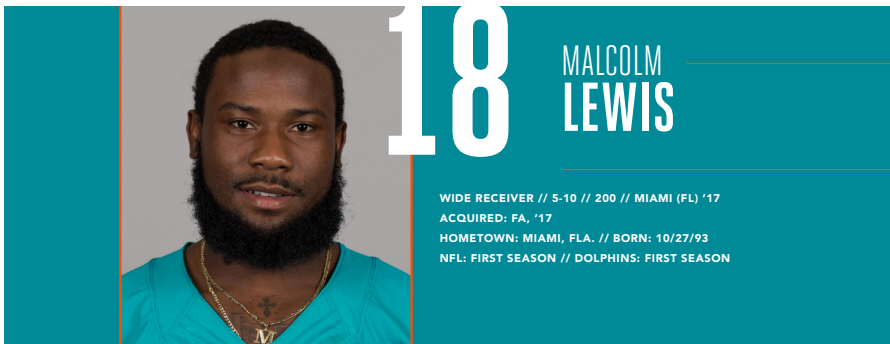 18
MALCOLM
LEWIS
WIDE RECEIVER // 5-10 // 200 // MIAMI (FL) ‘17
ACQUIRED: FA, ‘17
HOMETOWN: MIAMI, FLA. // BORN: 10/27/93
NFL: FIRST SEASON // DOLPHINS: FIRST SEASON
M